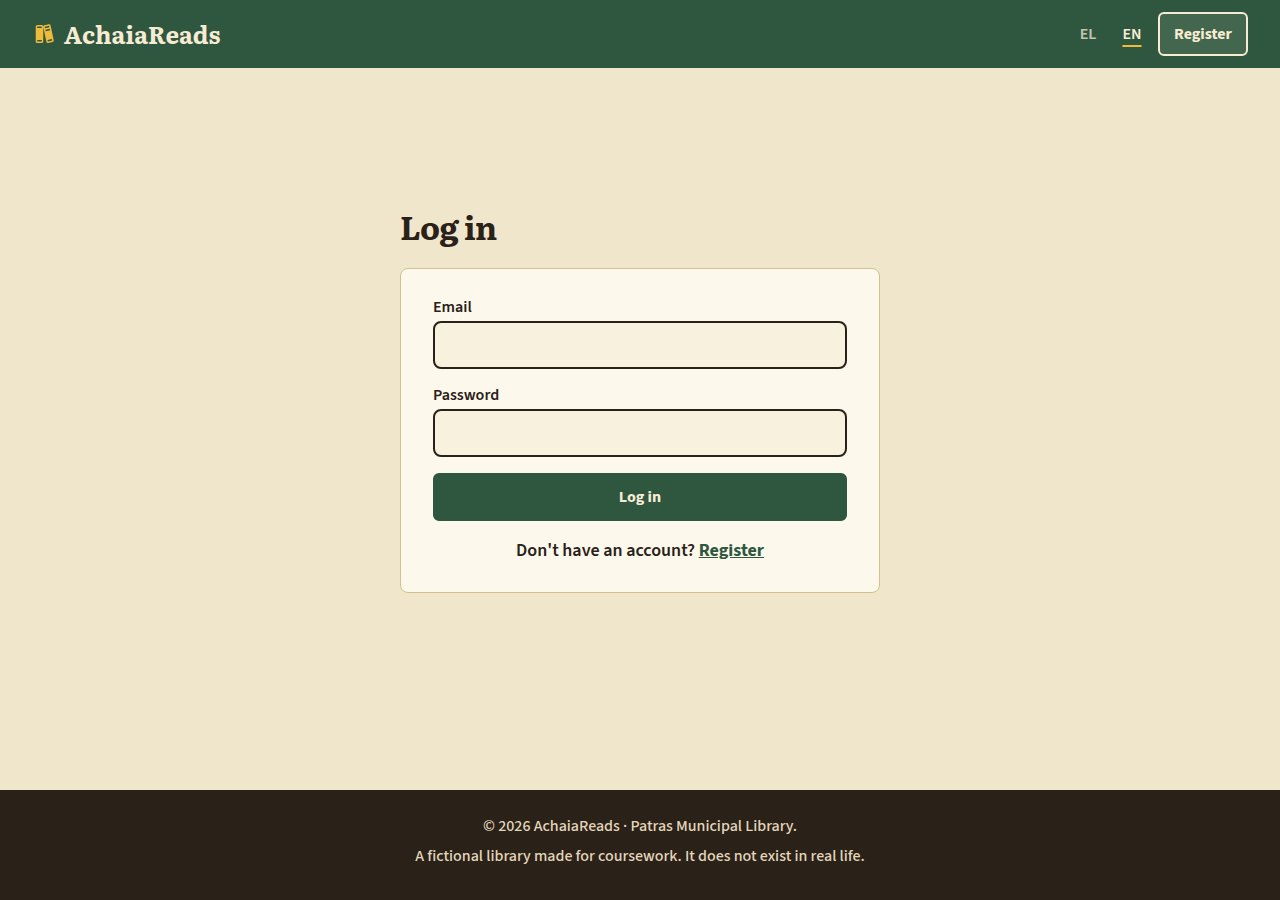 AchaiaReads
EL EN Register
Log in
Email
Password
Log in
Don't have an account? Register
© 2026 AchaiaReads · Patras Municipal Library.
A fictional library made for coursework. It does not exist in real life.